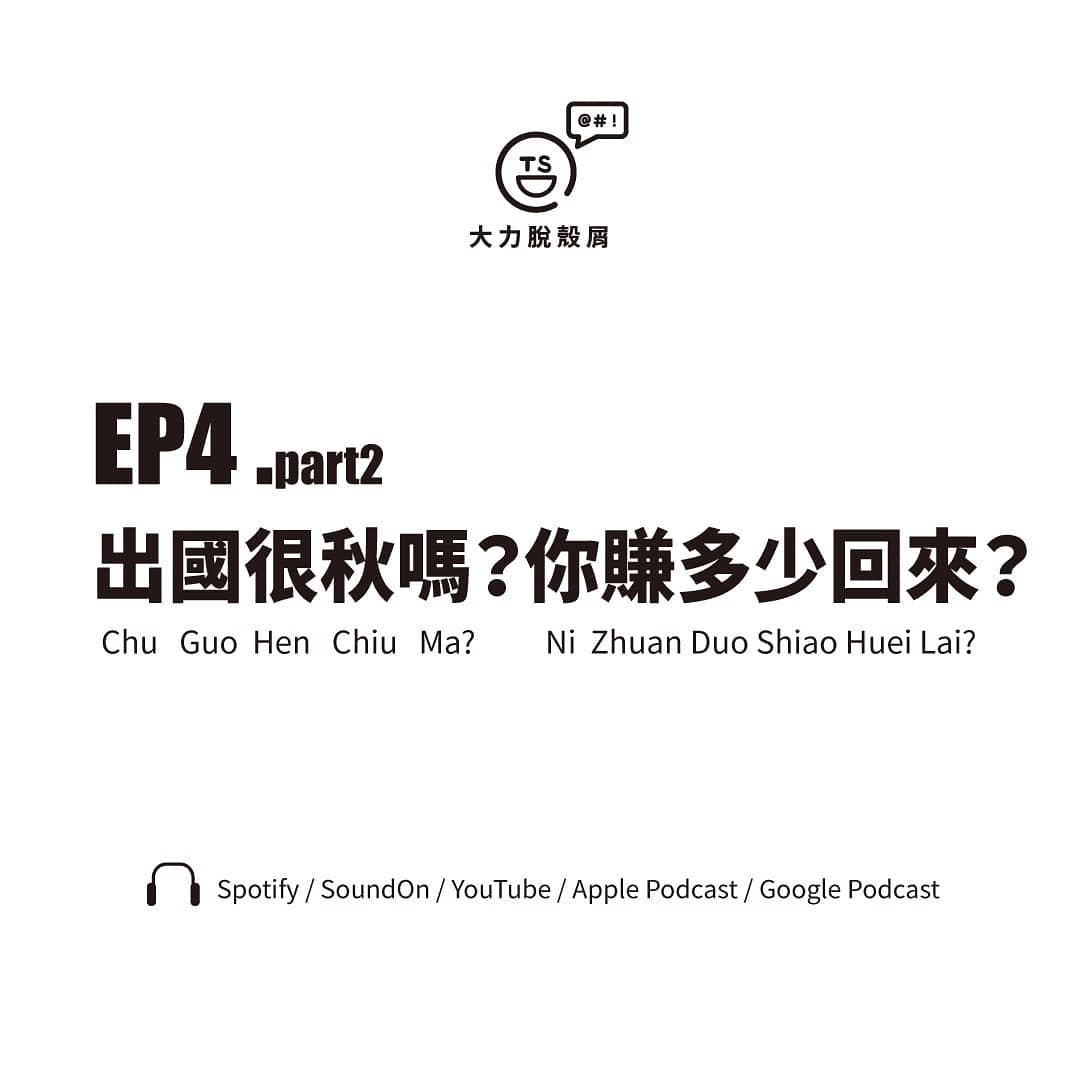 @#!
TS
大力脫殼屑
EP4 .part2
出國很秋嗎？你賺多少回來？
Chu Guo Hen Chiu Ma? Ni Zhuan Duo Shiao Huei Lai?
Spotify / SoundOn / YouTube / Apple Podcast / Google Podcast